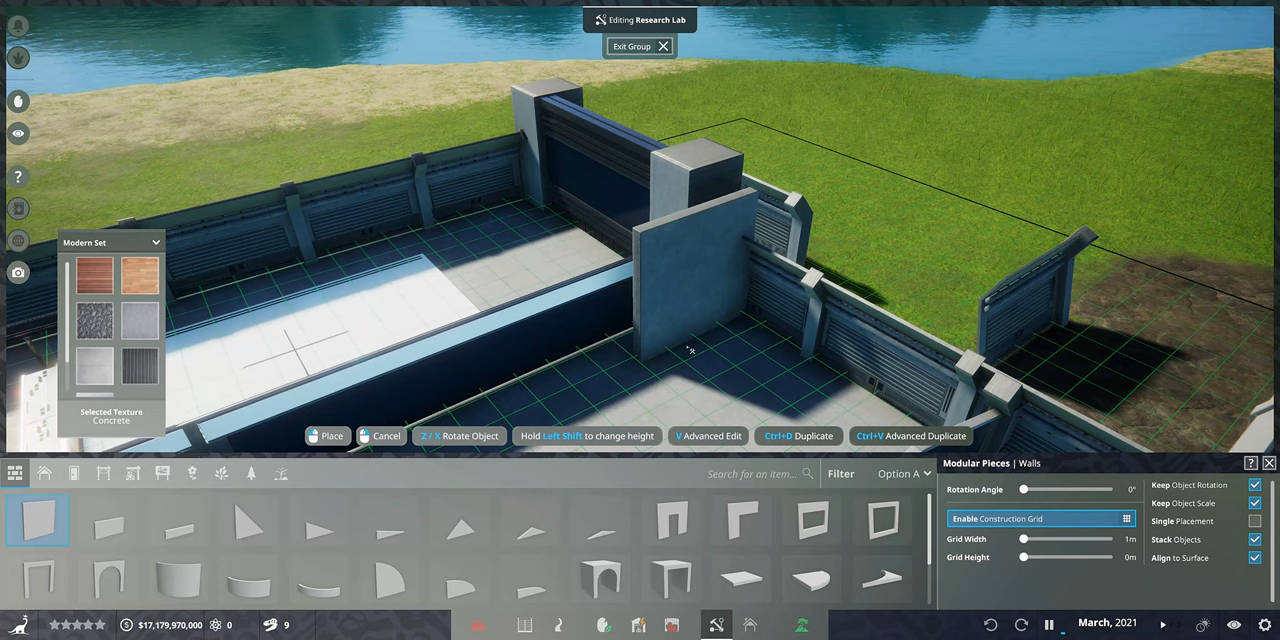 Editing Research Lab
Exit Group
Modern Set
Selected Texture
Concrete
Place
Cancel
Z / X Rotate Object
Hold Left Shift to change height
V Advanced Edit
Ctrl+D Duplicate
Ctrl+V Advanced Duplicate
Search for an item...
Filter
Option A
Modular Pieces | Walls
?
Rotation Angle
0°
Enable Construction Grid
Grid Width
1m
Grid Height
0m
Keep Object Rotation
Keep Object Scale
Single Placement
Stack Objects
Align to Surface
?
$17,179,970,000
0
9
March, 2021